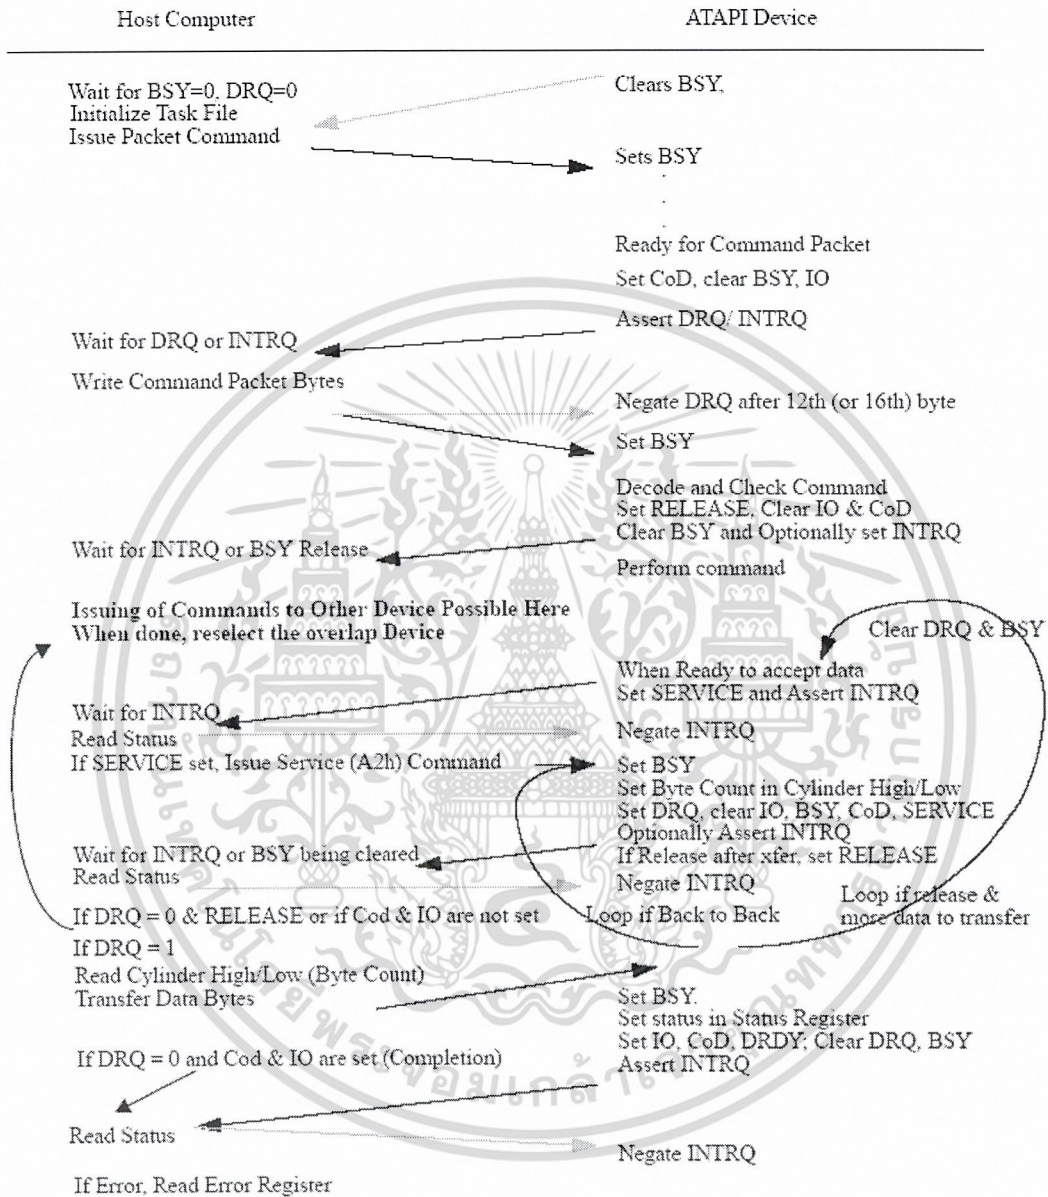 Host Computer
ATAPI Device
Clears BSY,
Wait for BSY=0, DRQ=0
Initialize Task File
Issue Packet Command
Sets BSY
.
.
.
Ready for Command Packet
Set CoD, clear BSY, IO
Assert DRQ/ INTRQ
Wait for DRQ or INTRQ
Write Command Packet Bytes
Negate DRQ after 12th (or 16th) byte
Set BSY
Decode and Check Command
Set RELEASE, Clear IO & CoD
Clear BSY and Optionally set INTRQ
Wait for INTRQ or BSY Release
Perform command
Issuing of Commands to Other Device Possible Here
When done, reselect the overlap Device
Clear DRQ & BSY
When Ready to accept data
Set SERVICE and Assert INTRQ
Wait for INTRQ
Read Status
Negate INTRQ
If SERVICE set, Issue Service (A2h) Command
Set BSY
Set Byte Count in Cylinder High/Low
Set DRQ, clear IO, BSY, CoD, SERVICE
Optionally Assert INTRQ
If Release after xfer, set RELEASE
Wait for INTRQ or BSY being cleared
Read Status
Negate INTRQ
If DRQ = 0 & RELEASE or if Cod & IO are not set
Loop if Back to Back
Loop if release &
more data to transfer
If DRQ = 1
Read Cylinder High/Low (Byte Count)
Transfer Data Bytes
Set BSY.
Set status in Status Register
Set IO, CoD, DRDY; Clear DRQ, BSY
Assert INTRQ
If DRQ = 0 and Cod & IO are set (Completion)
Read Status
Negate INTRQ
If Error, Read Error Register